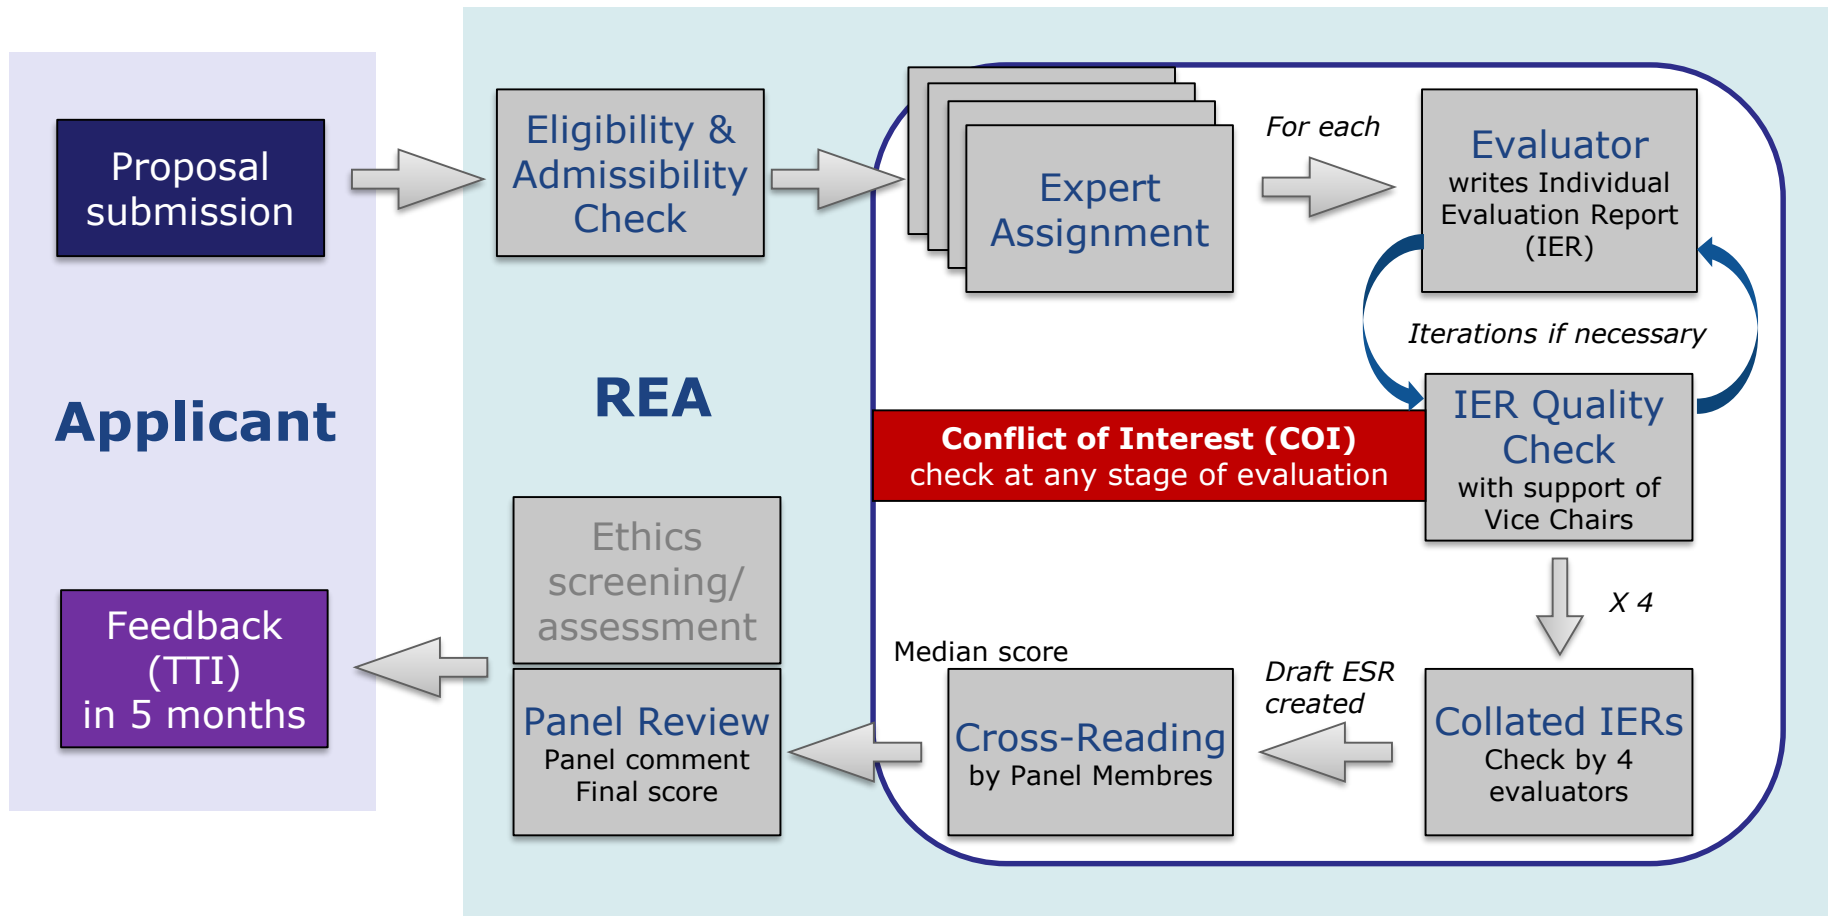 Proposal
submission
Eligibility &
Admissibility
Check
Expert
Assignment
For each
Evaluator
writes Individual
Evaluation Report
(IER)
Iterations if necessary
Applicant
REA
Conflict of Interest (COI)
check at any stage of evaluation
IER Quality
Check
with support of
Vice Chairs
X 4
Collated IERs
Check by 4
evaluators
Draft ESR
created
Median score
Cross-Reading
by Panel Membres
Ethics
screening/
assessment
Panel Review
Panel comment
Final score
Feedback
(TTI)
in 5 months